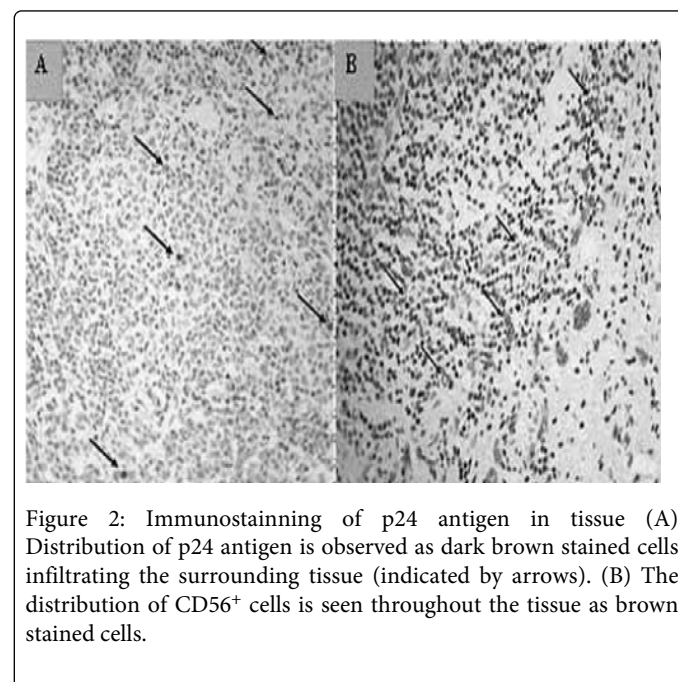 A B
Figure 2: Immunostainning of p24 antigen in tissue (A)
Distribution of p24 antigen is observed as dark brown stained cells
infiltrating the surrounding tissue (indicated by arrows). (B) The
distribution of CD56⁺ cells is seen throughout the tissue as brown
stained cells.